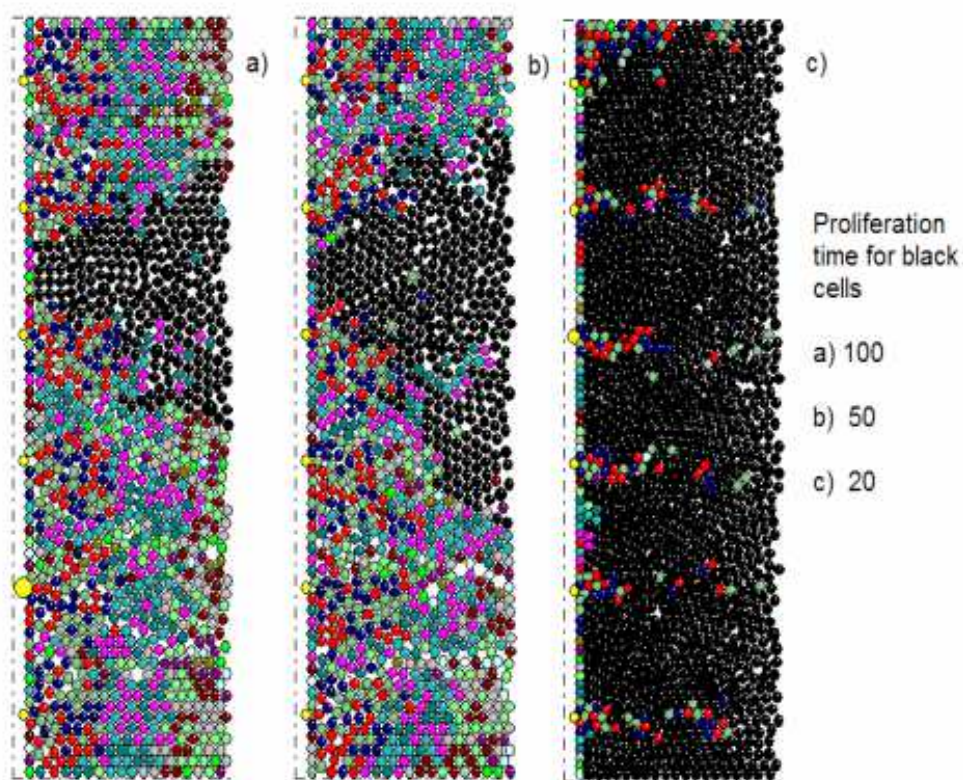 a)
b)
c)
Proliferation
time for black
cells
a) 100
b) 50
c) 20